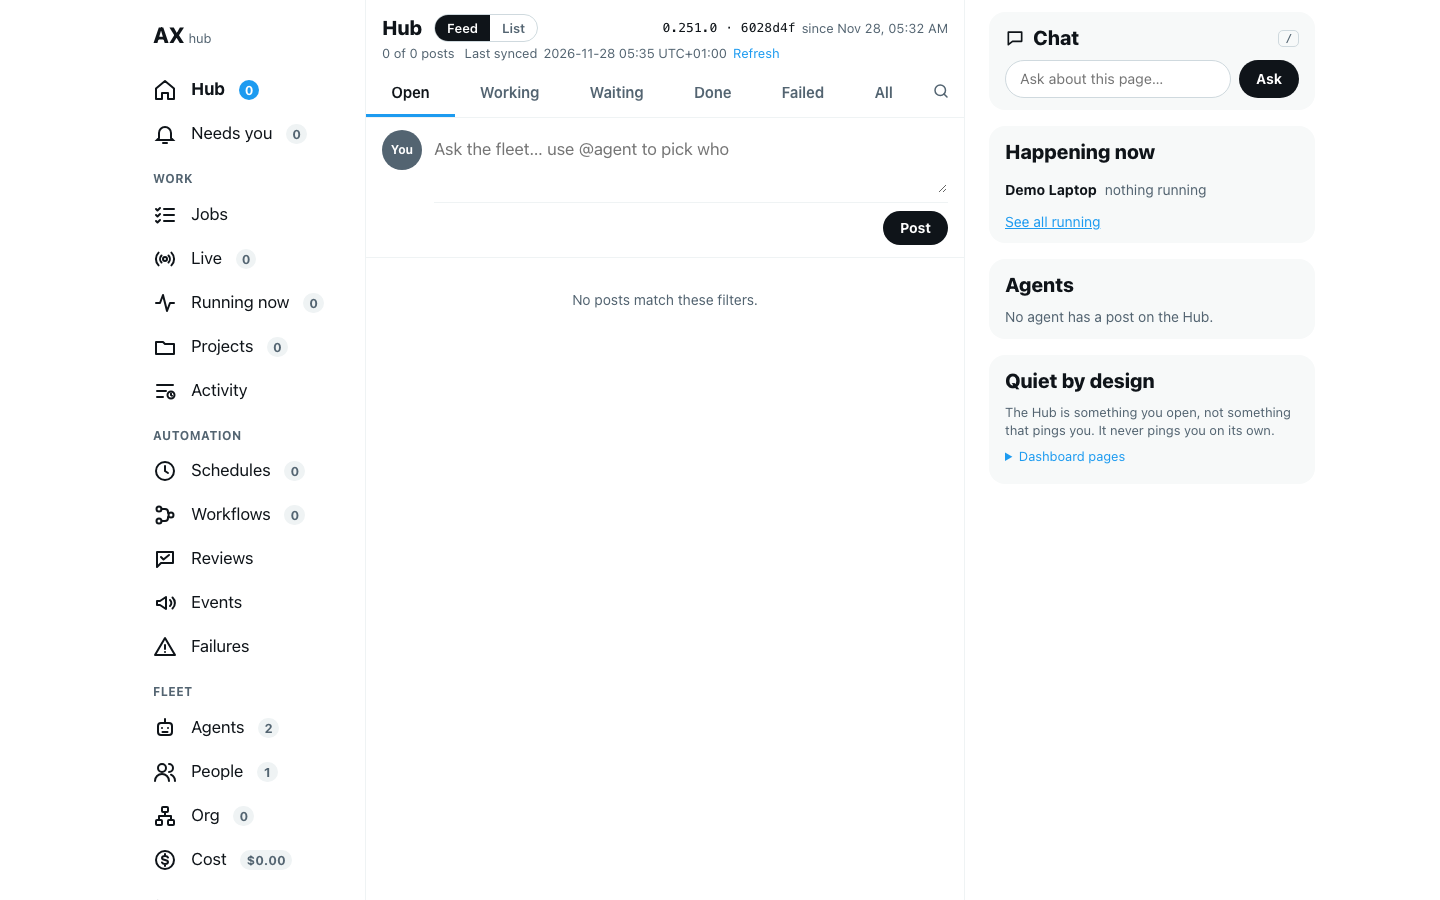 AX hub
Hub 0
Needs you 0
WORK
Jobs
Live 0
Running now 0
Projects 0
Activity
AUTOMATION
Schedules 0
Workflows 0
Reviews
Events
Failures
FLEET
Agents 2
People 1
Org 0
Cost $0.00
Hub Feed List 0.251.0 · 6028d4f since Nov 28, 05:32 AM
0 of 0 posts Last synced 2026-11-28 05:35 UTC+01:00 Refresh
Open Working Waiting Done Failed All
You Ask the fleet... use @agent to pick who
Post
No posts match these filters.
Chat /
Ask about this page... Ask
Happening now
Demo Laptop nothing running
See all running
Agents
No agent has a post on the Hub.
Quiet by design
The Hub is something you open, not something
that pings you. It never pings you on its own.
Dashboard pages